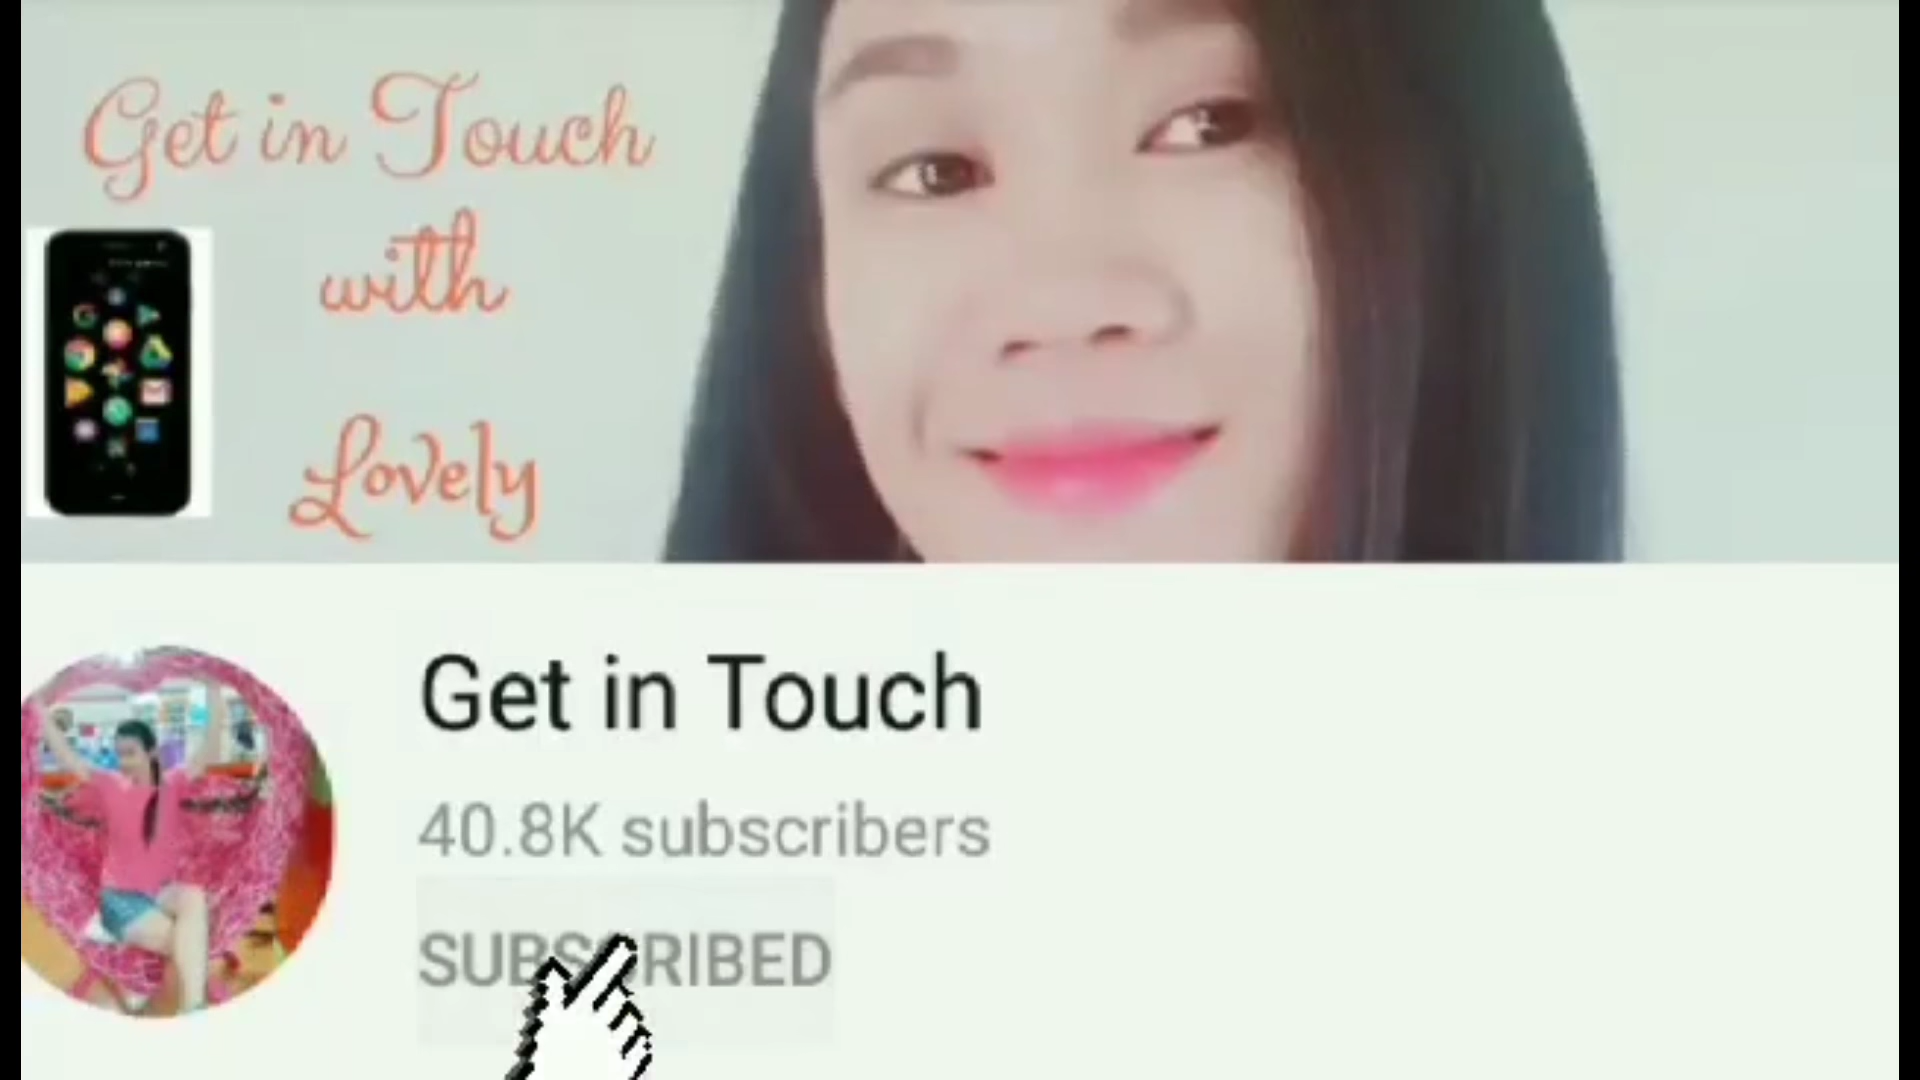 Get in Touch
with
Lovely
Get in Touch
40.8K subscribers
SUBSCRIBED